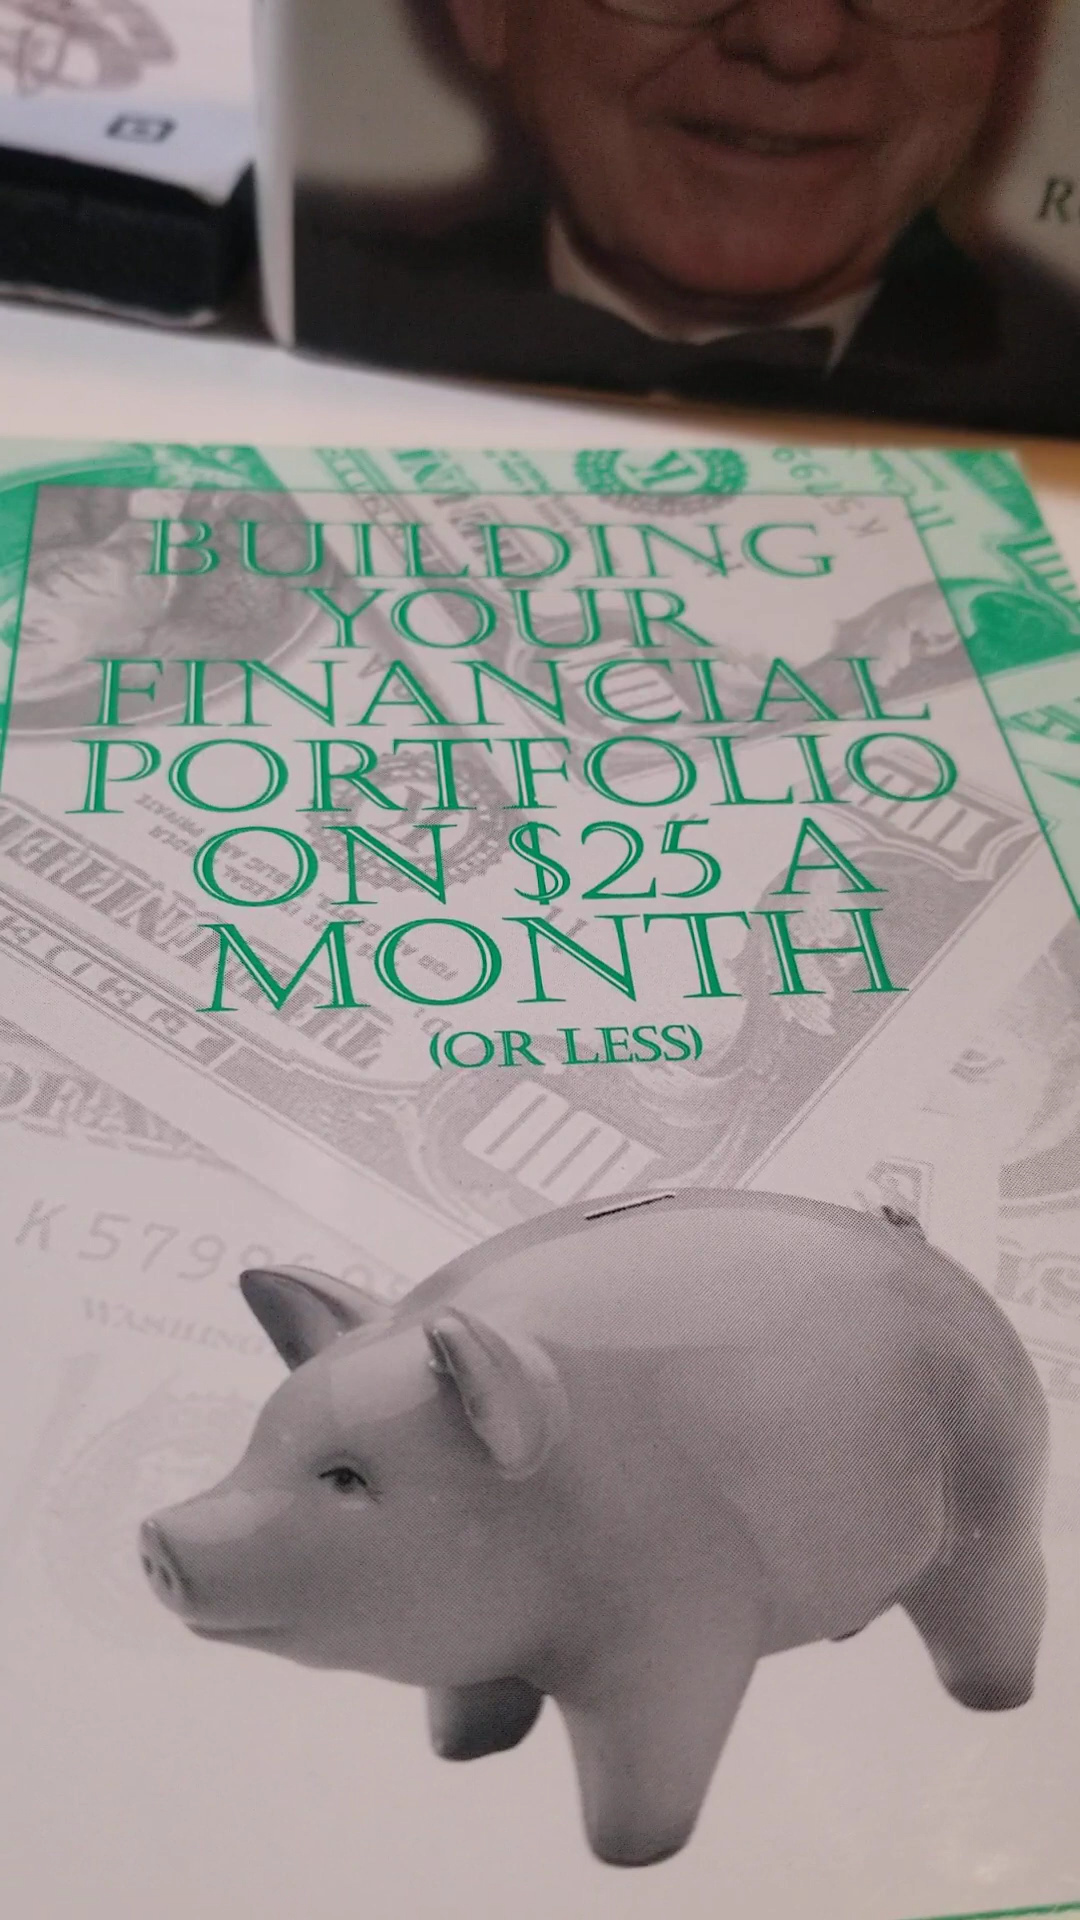 BUILDING
YOUR
FINANCIAL
PORTFOLIO
ON $25 A
MONTH
(OR LESS)